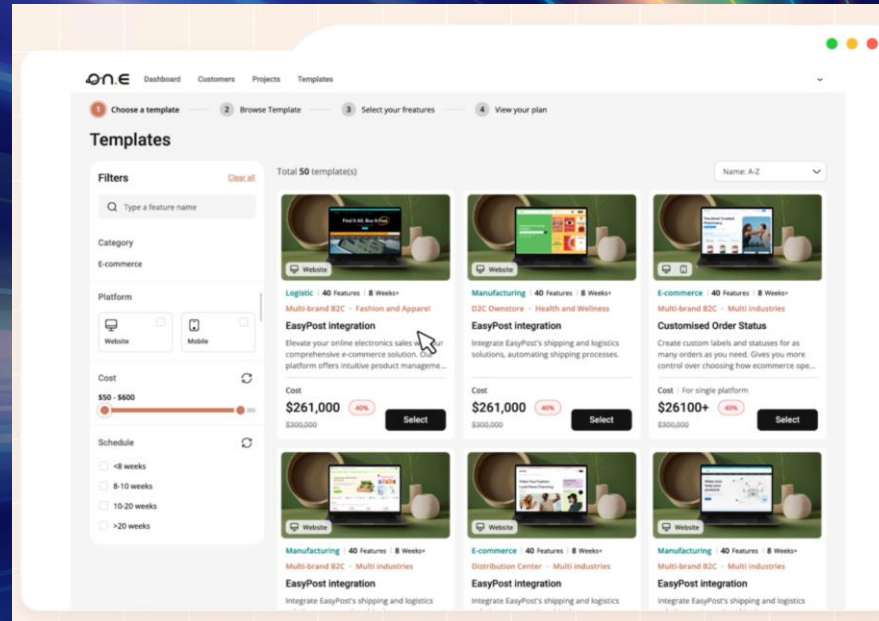 ON.E
Dashboard
Customers
Projects
Templates
1 Choose a template
2 Browse Template
3 Select your freatures
4 View your plan
Templates
Filters
Clear all
Type a feature name
Category
E-commerce
Platform
Website
Mobile
Cost
$50 - $600
Schedule
<8 weeks
8-10 weeks
10-20 weeks
>20 weeks
Total 50 template(s)
Name: A-Z
Website
Logistic | 40 Features | 8 Weeks+
Multi-brand B2C · Fashion and Apparel
EasyPost integration
Elevate your online electronics sales
comprehensive e-commerce solution.
platform offers intuitive product manageme...
Cost
$261,000 40%
$300,000
Select
Website
Manufacturing | 40 Features | 8 Weeks+
D2C Ownstore · Health and Wellness
EasyPost integration
Integrate EasyPost's shipping and logistics
solutions, automating shipping processes.
Cost
$261,000 40%
$300,000
Select
E-commerce | 40 Features | 8 Weeks+
Multi-brand B2C · Multi industries
Customised Order Status
Create custom labels and statuses for as
many orders as you need. Gives you more
control over choosing how ecommerce ope...
Cost | For single platform
$26100+ 40%
$300,000
Select
Website
Manufacturing | 40 Features | 8 Weeks+
Multi-brand B2C · Multi industries
EasyPost integration
Integrate EasyPost's shipping and logistics
Website
E-commerce | 40 Features | 8 Weeks+
Distribution Center · Multi industries
EasyPost integration
Integrate EasyPost's shipping and logistics
Website
Manufacturing | 40 Features | 8 Weeks+
Multi-brand B2C · Multi industries
EasyPost integration
Integrate EasyPost's shipping and logistics